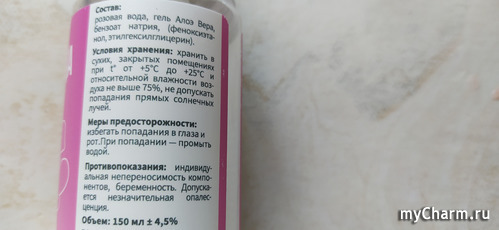 Состав:
розовая вода, гель Алоэ Вера,
бензоат натрия, (феноксиэта-
нол, этилгексилглицерин).
Условия хранения: хранить в
сухих, закрытых помещениях
при t° от +5°С до +25°С и
относительной влажности воз-
духа не выше 75%, не допускать
попадания прямых солнечных
лучей.
Меры предосторожности:
избегать попадания в глаза и
рот.При попадании — промыть
водой.
Противопоказания: индивиду-
альная непереносимость компо-
нентов, беременность. Допуска-
ется незначительная опалес-
ценция.
Объем: 150 мл ± 4,5%
myCharm.ru